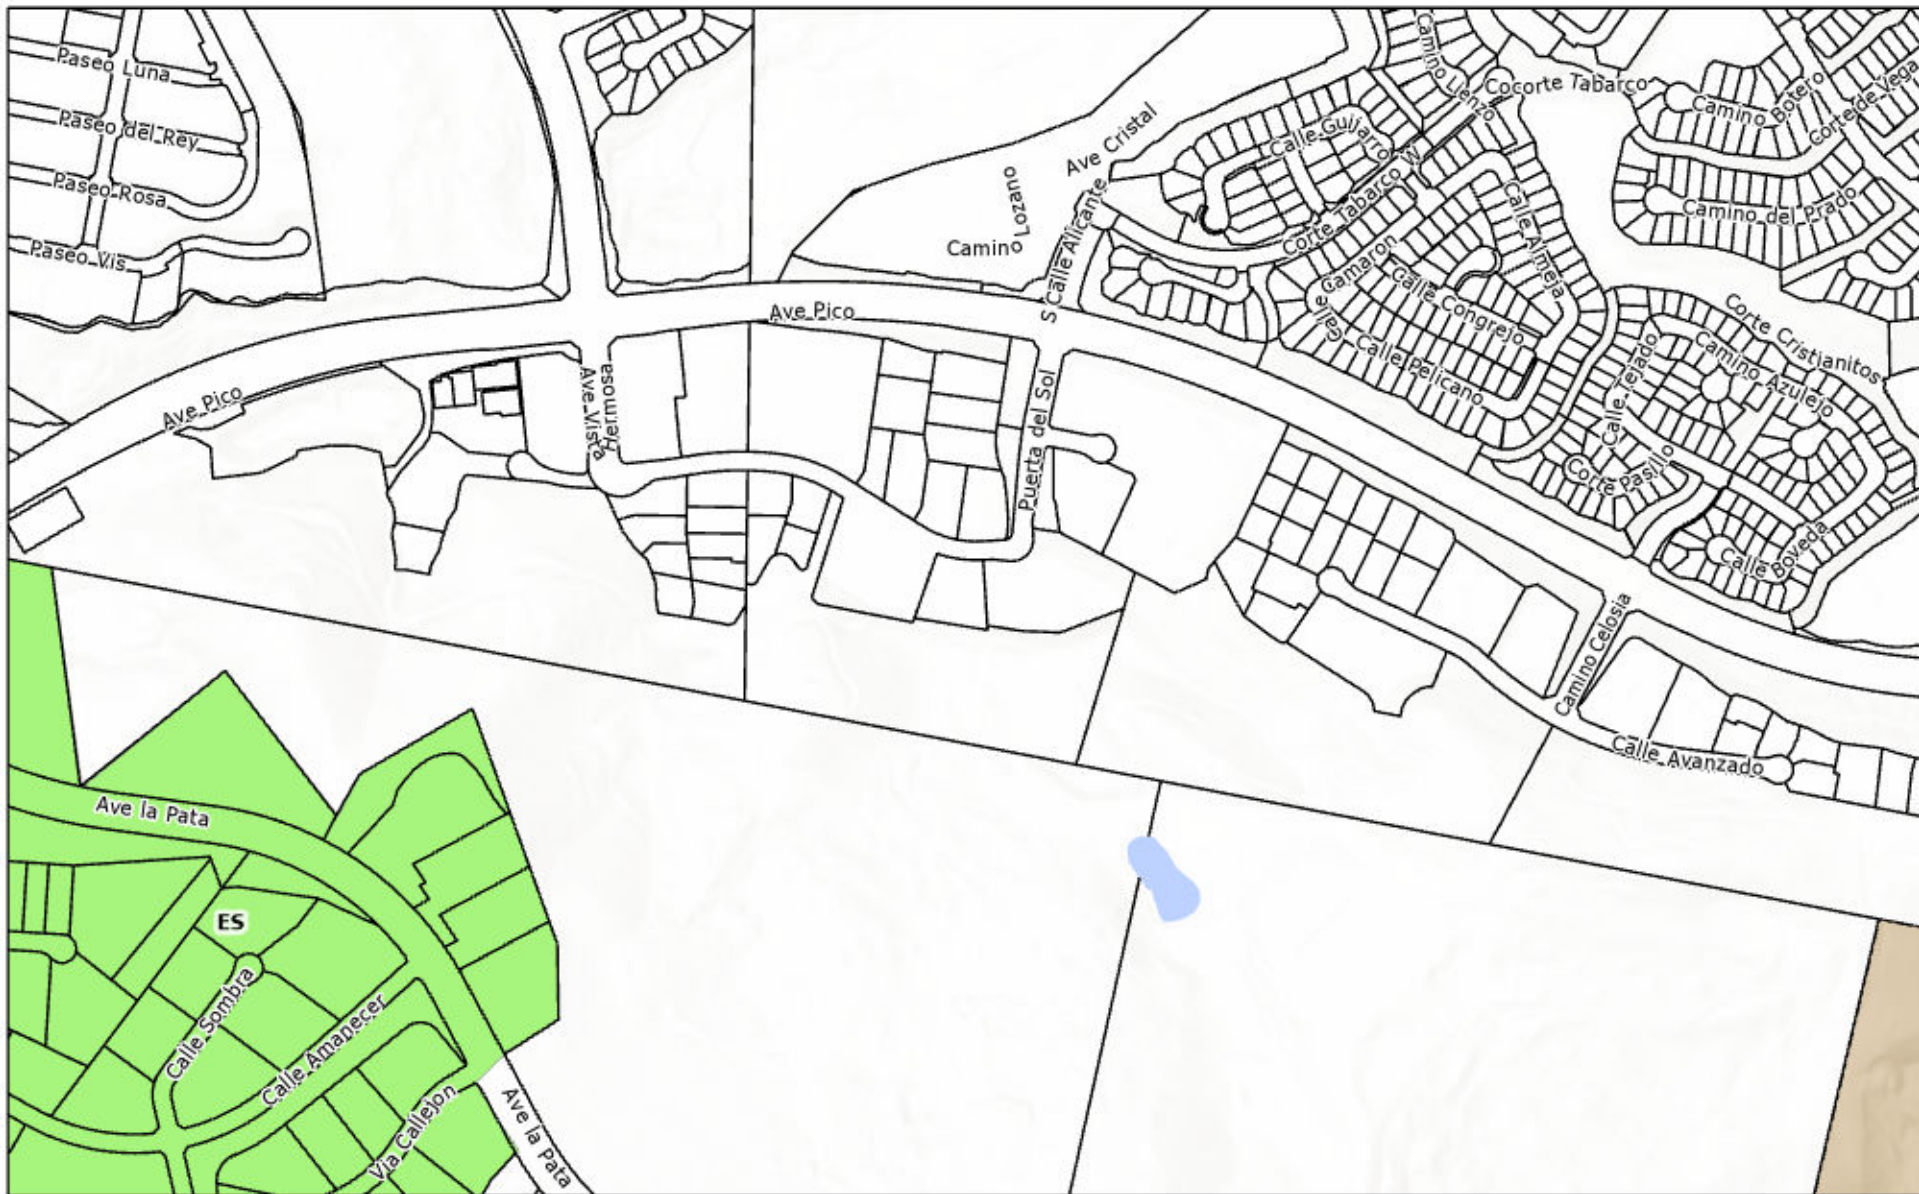 Paseo Luna
Paseo del Rey
Paseo Rosa
Paseo Vis
Camino Lienzo
Cocorte Tabarco
Camino Botero
Corte de Vega
Ave Cristal
Calle Guijarro
Camino Lozano
S Calle Alicante
Corte Tabarco W
Calle Almeja
Camino del Prado
Calle Camaron
Calle Congrejo
Calle Pelicano
Corte Cristianitos
Camino Azulejo
Calle Tejado
Corte Pasillo
Calle Boveda
Ave Pico
Ave Pico
Ave Vista
Hermosa
Puerta del Sol
Camino Celosia
Calle Avanzado
Ave la Pata
ES
Calle Sombra
Calle Amanecer
Via Callejon
Ave la Pata